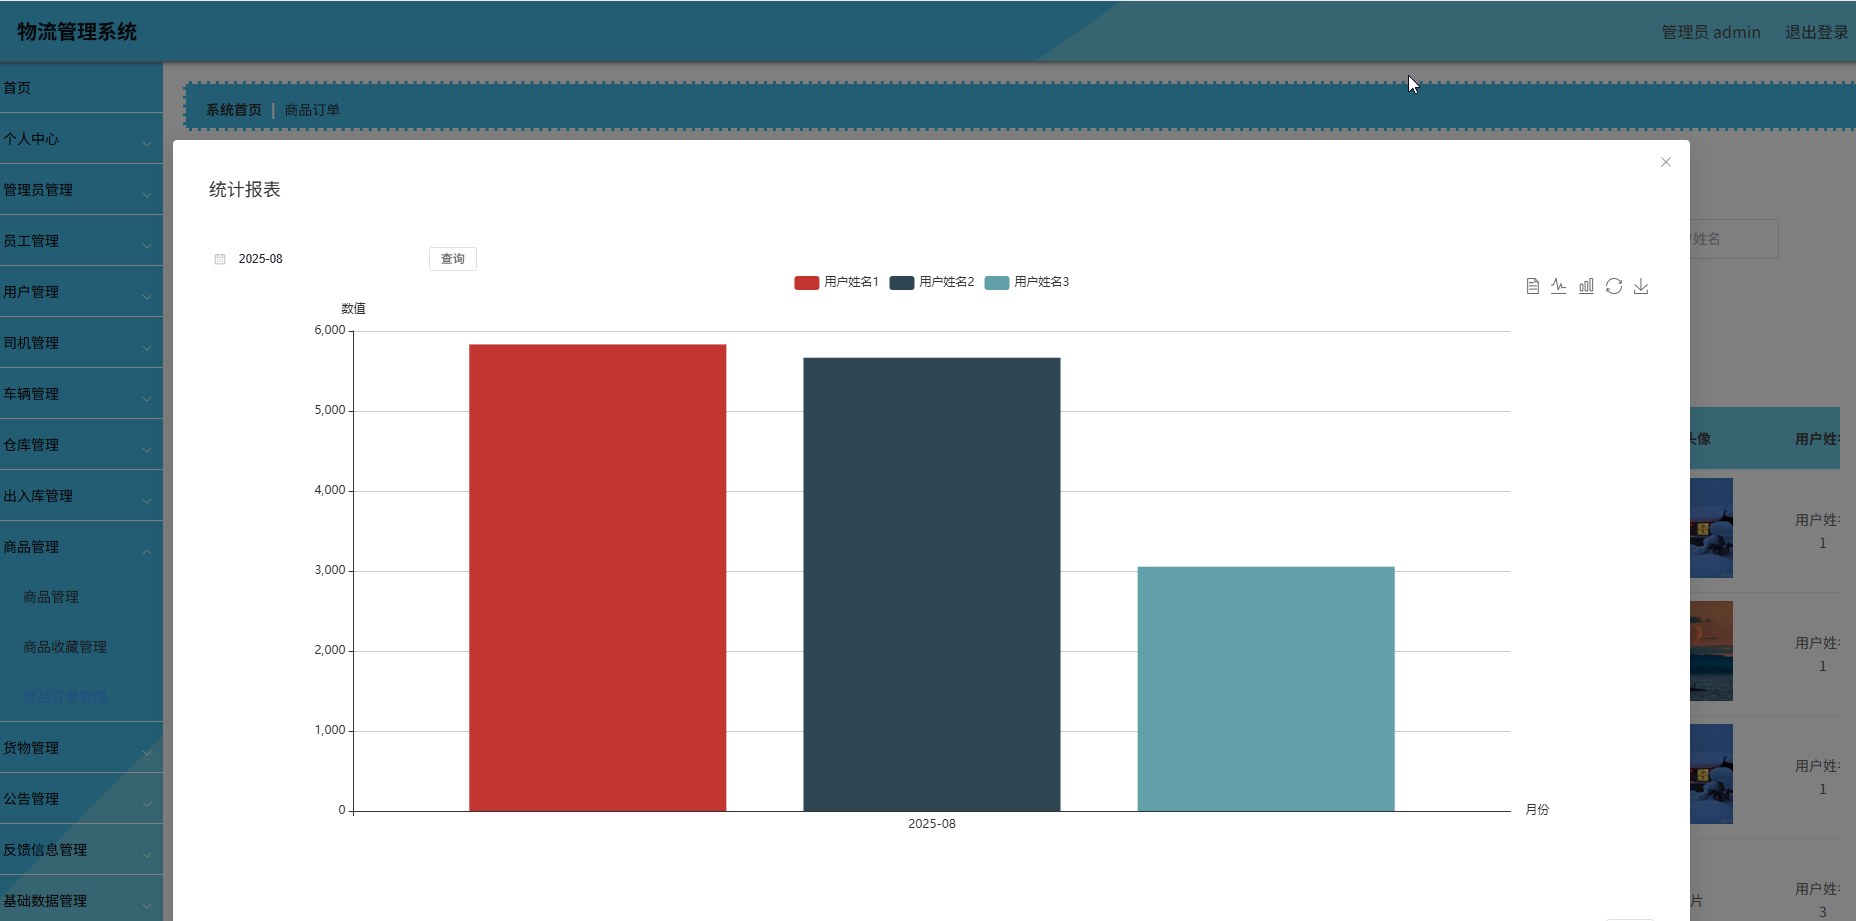 物流管理系统
管理员 admin
退出登录
首页
个人中心
管理员管理
员工管理
用户管理
司机管理
车辆管理
仓库管理
出入库管理
商品管理
商品管理
商品收藏管理
商品订单管理
货物管理
公告管理
反馈信息管理
基础数据管理
系统首页 | 商品订单
统计报表
2025-08
查询
用户姓名1 用户姓名2 用户姓名3
数值
6,000
5,000
4,000
3,000
2,000
1,000
0
2025-08
月份
姓名
像
用户姓
用户姓
1
用户姓
1
用户姓
1
片
用户姓
3